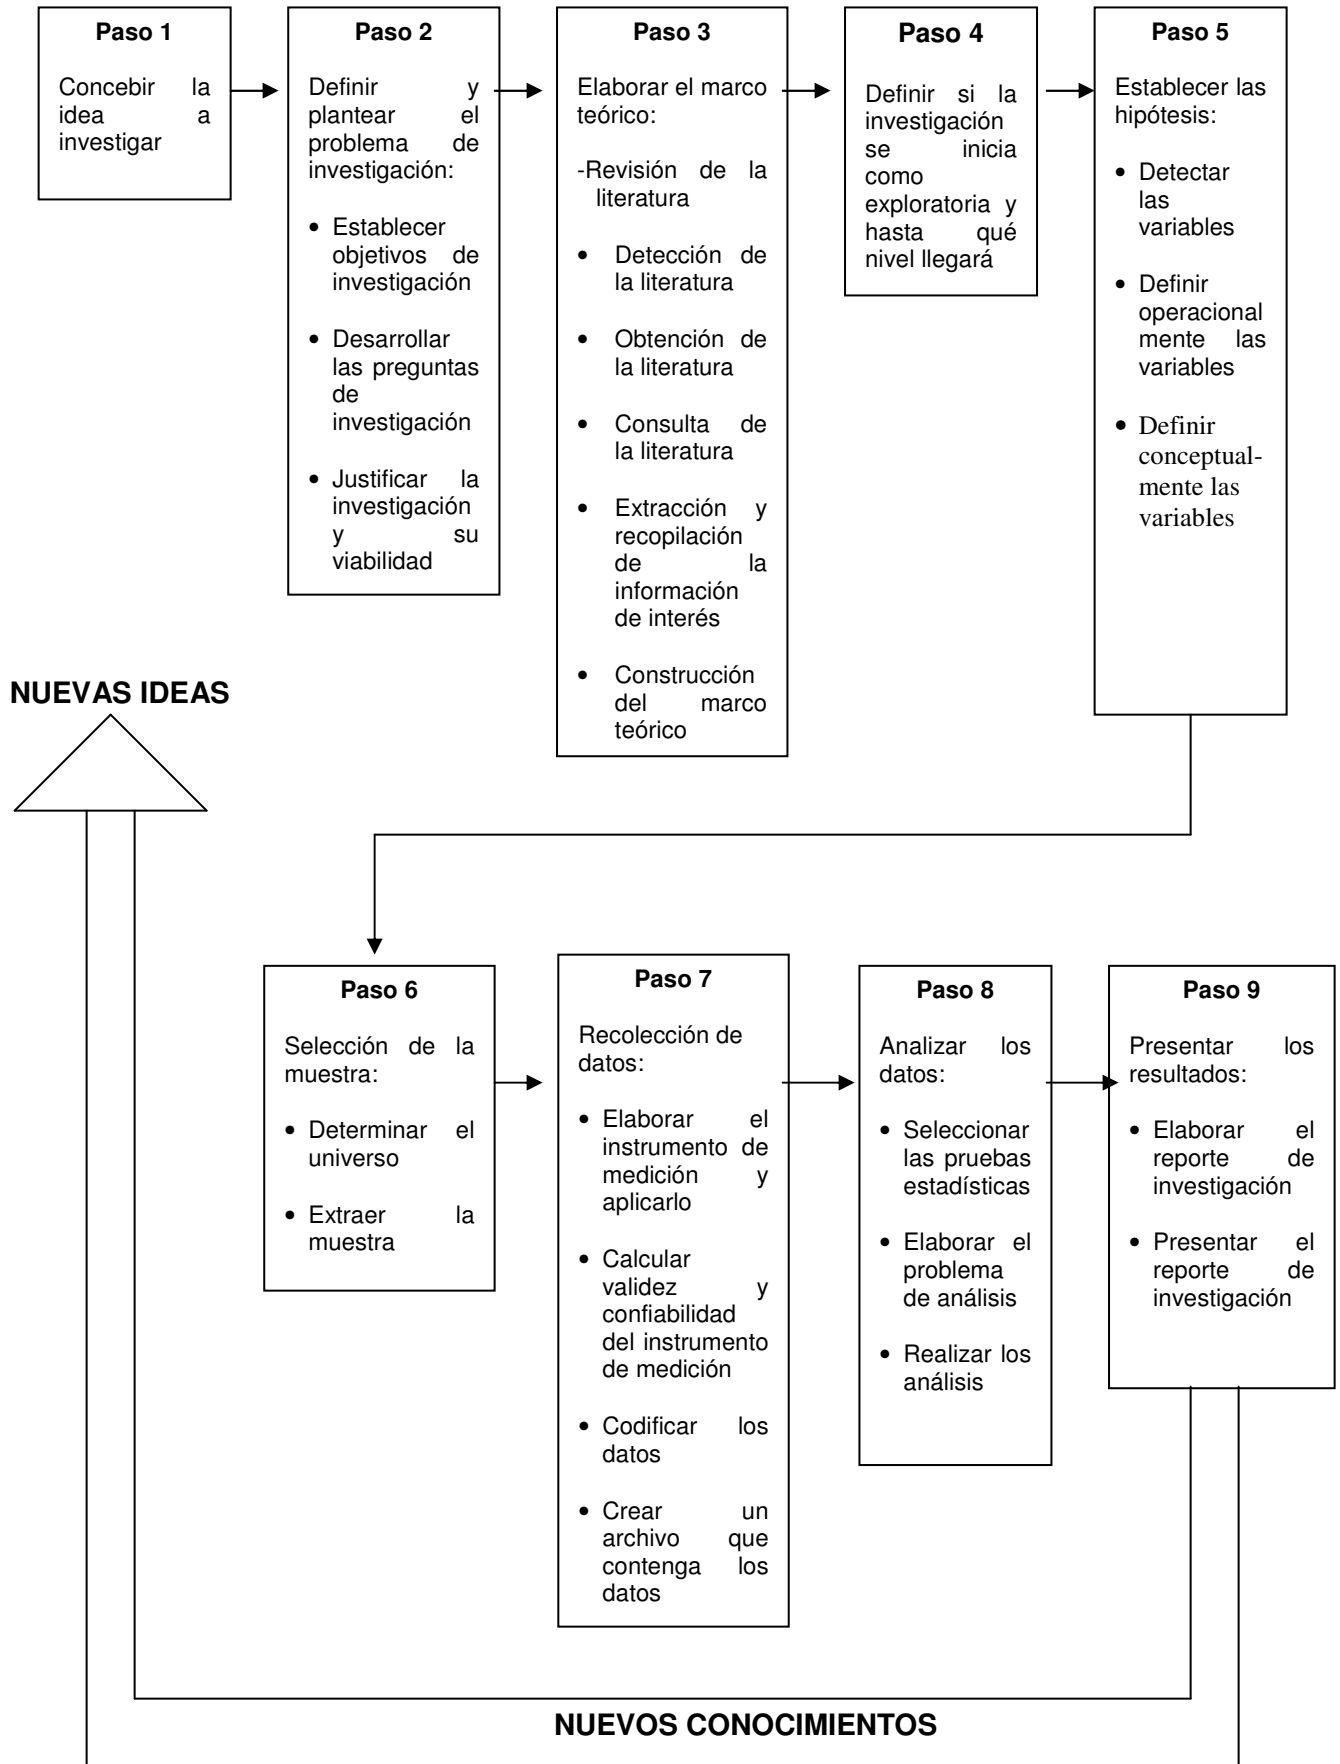 Paso 1
Concebir la
idea a
investigar
Paso 2
Definir y
plantear el
problema de
investigación:
• Establecer
objetivos de
investigación
• Desarrollar
las preguntas
de
investigación
• Justificar la
investigación
y su
viabilidad
Paso 3
Elaborar el marco
teórico:
-Revisión de la
literatura
• Detección de
la literatura
• Obtención de
la literatura
• Consulta de
la literatura
• Extracción y
recopilación
de la
información
de interés
• Construcción
del marco
teórico
Paso 4
Definir si la
investigación
se inicia
como
exploratoria y
hasta qué
nivel llegará
Paso 5
Establecer las
hipótesis:
• Detectar
las
variables
• Definir
operacional
mente las
variables
• Definir
conceptual-
mente las
variables
NUEVAS IDEAS
Paso 6
Selección de la
muestra:
• Determinar el
universo
• Extraer la
muestra
Paso 7
Recolección de
datos:
• Elaborar el
instrumento de
medición y
aplicarlo
• Calcular
validez y
confiabilidad
del instrumento
de medición
• Codificar los
datos
• Crear un
archivo que
contenga los
datos
Paso 8
Analizar los
datos:
• Seleccionar
las pruebas
estadísticas
• Elaborar el
problema
de análisis
• Realizar los
análisis
Paso 9
Presentar los
resultados:
• Elaborar el
reporte de
investigación
• Presentar el
reporte de
investigación
NUEVOS CONOCIMIENTOS